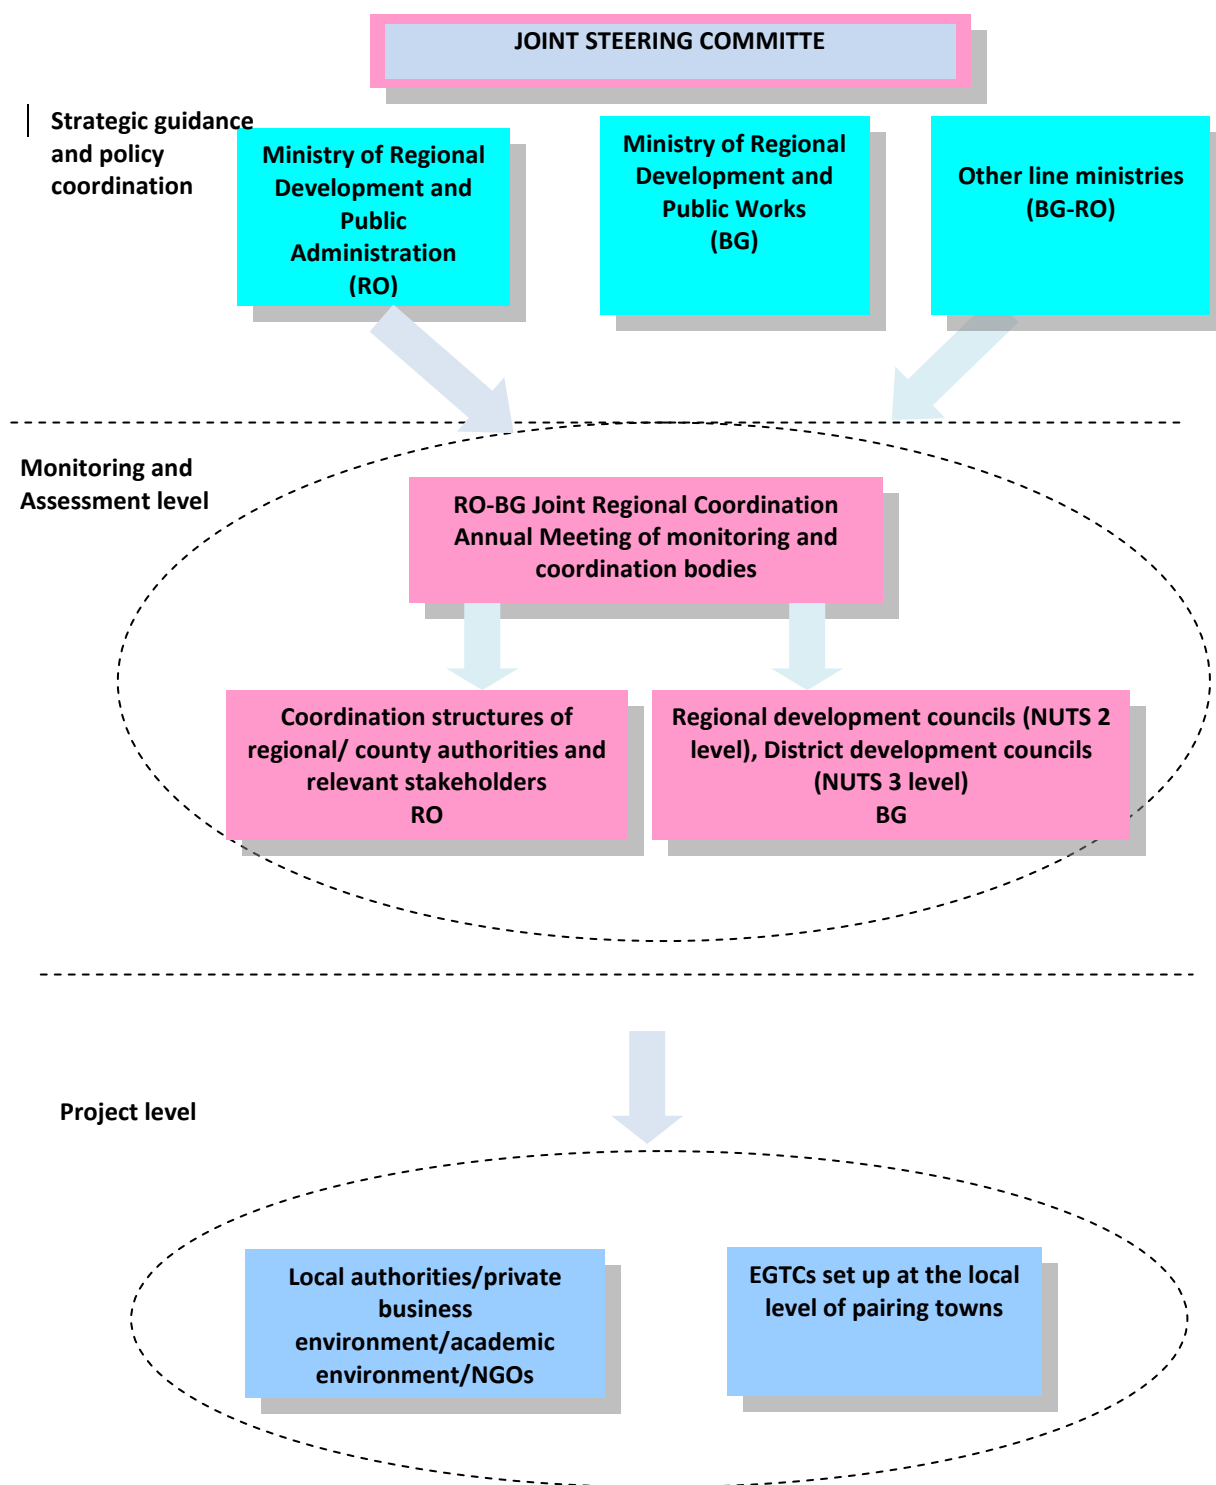 JOINT STEERING COMMITTE
Strategic guidance
and policy
coordination
Ministry of Regional
Development and
Public
Administration
(RO)
Ministry of Regional
Development and
Public Works
(BG)
Other line ministries
(BG-RO)
Monitoring and
Assessment level
RO-BG Joint Regional Coordination
Annual Meeting of monitoring and
coordination bodies
Coordination structures of
regional/ county authorities and
relevant stakeholders
RO
Regional development councils (NUTS 2
level), District development councils
(NUTS 3 level)
BG
Project level
Local authorities/private
business
environment/academic
environment/NGOs
EGTCs set up at the local
level of pairing towns